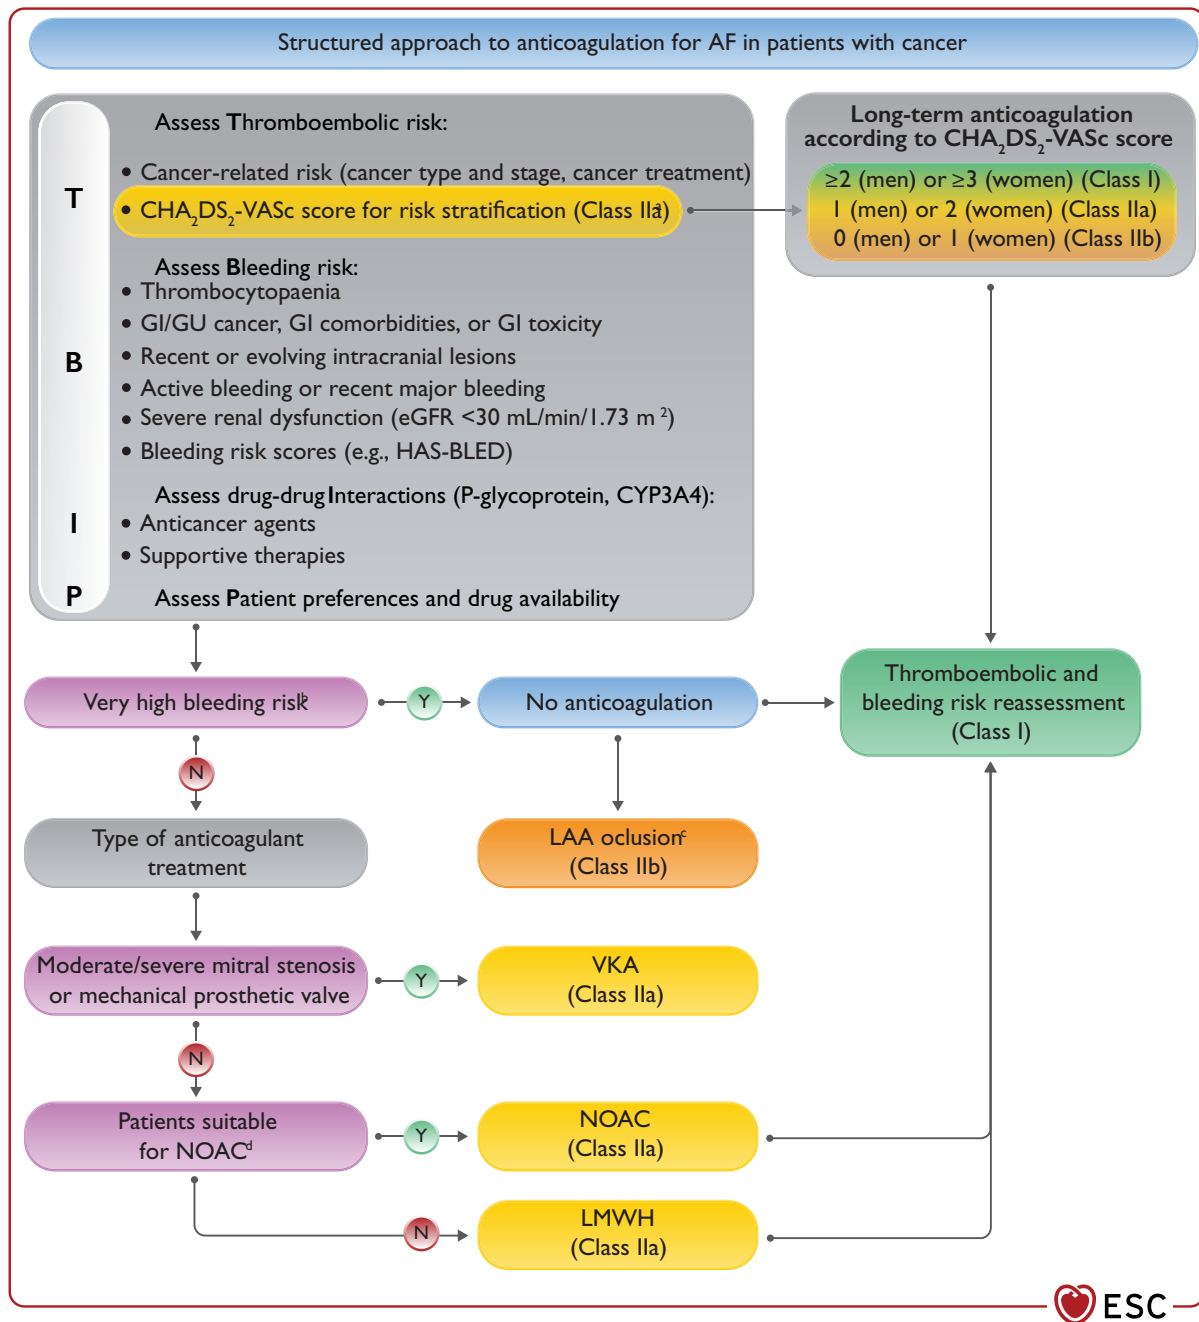 Structured approach to anticoagulation for AF in patients with cancer
T
Assess Thromboembolic risk:
• Cancer-related risk (cancer type and stage, cancer treatment)
• CHA₂DS₂-VASc score for risk stratification (Class IIaᵃ)
Long-term anticoagulation
according to CHA₂DS₂-VASc score
≥2 (men) or ≥3 (women) (Class I)
1 (men) or 2 (women) (Class IIa)
0 (men) or 1 (women) (Class IIb)
B
Assess Bleeding risk:
• Thrombocytopaenia
• GI/GU cancer, GI comorbidities, or GI toxicity
• Recent or evolving intracranial lesions
• Active bleeding or recent major bleeding
• Severe renal dysfunction (eGFR <30 mL/min/1.73 m ²)
• Bleeding risk scores (e.g., HAS-BLED)
I
Assess drug-drug Interactions (P-glycoprotein, CYP3A4):
• Anticancer agents
• Supportive therapies
P
Assess Patient preferences and drug availability
Very high bleeding riskᵇ
Y
No anticoagulation
Thromboembolic and
bleeding risk reassessment
(Class I)
N
Type of anticoagulant
treatment
LAA oclusionᶜ
(Class IIb)
Moderate/severe mitral stenosis
or mechanical prosthetic valve
Y
VKA
(Class IIa)
N
Patients suitable
for NOACᵈ
Y
NOAC
(Class IIa)
N
LMWH
(Class IIa)
ESC